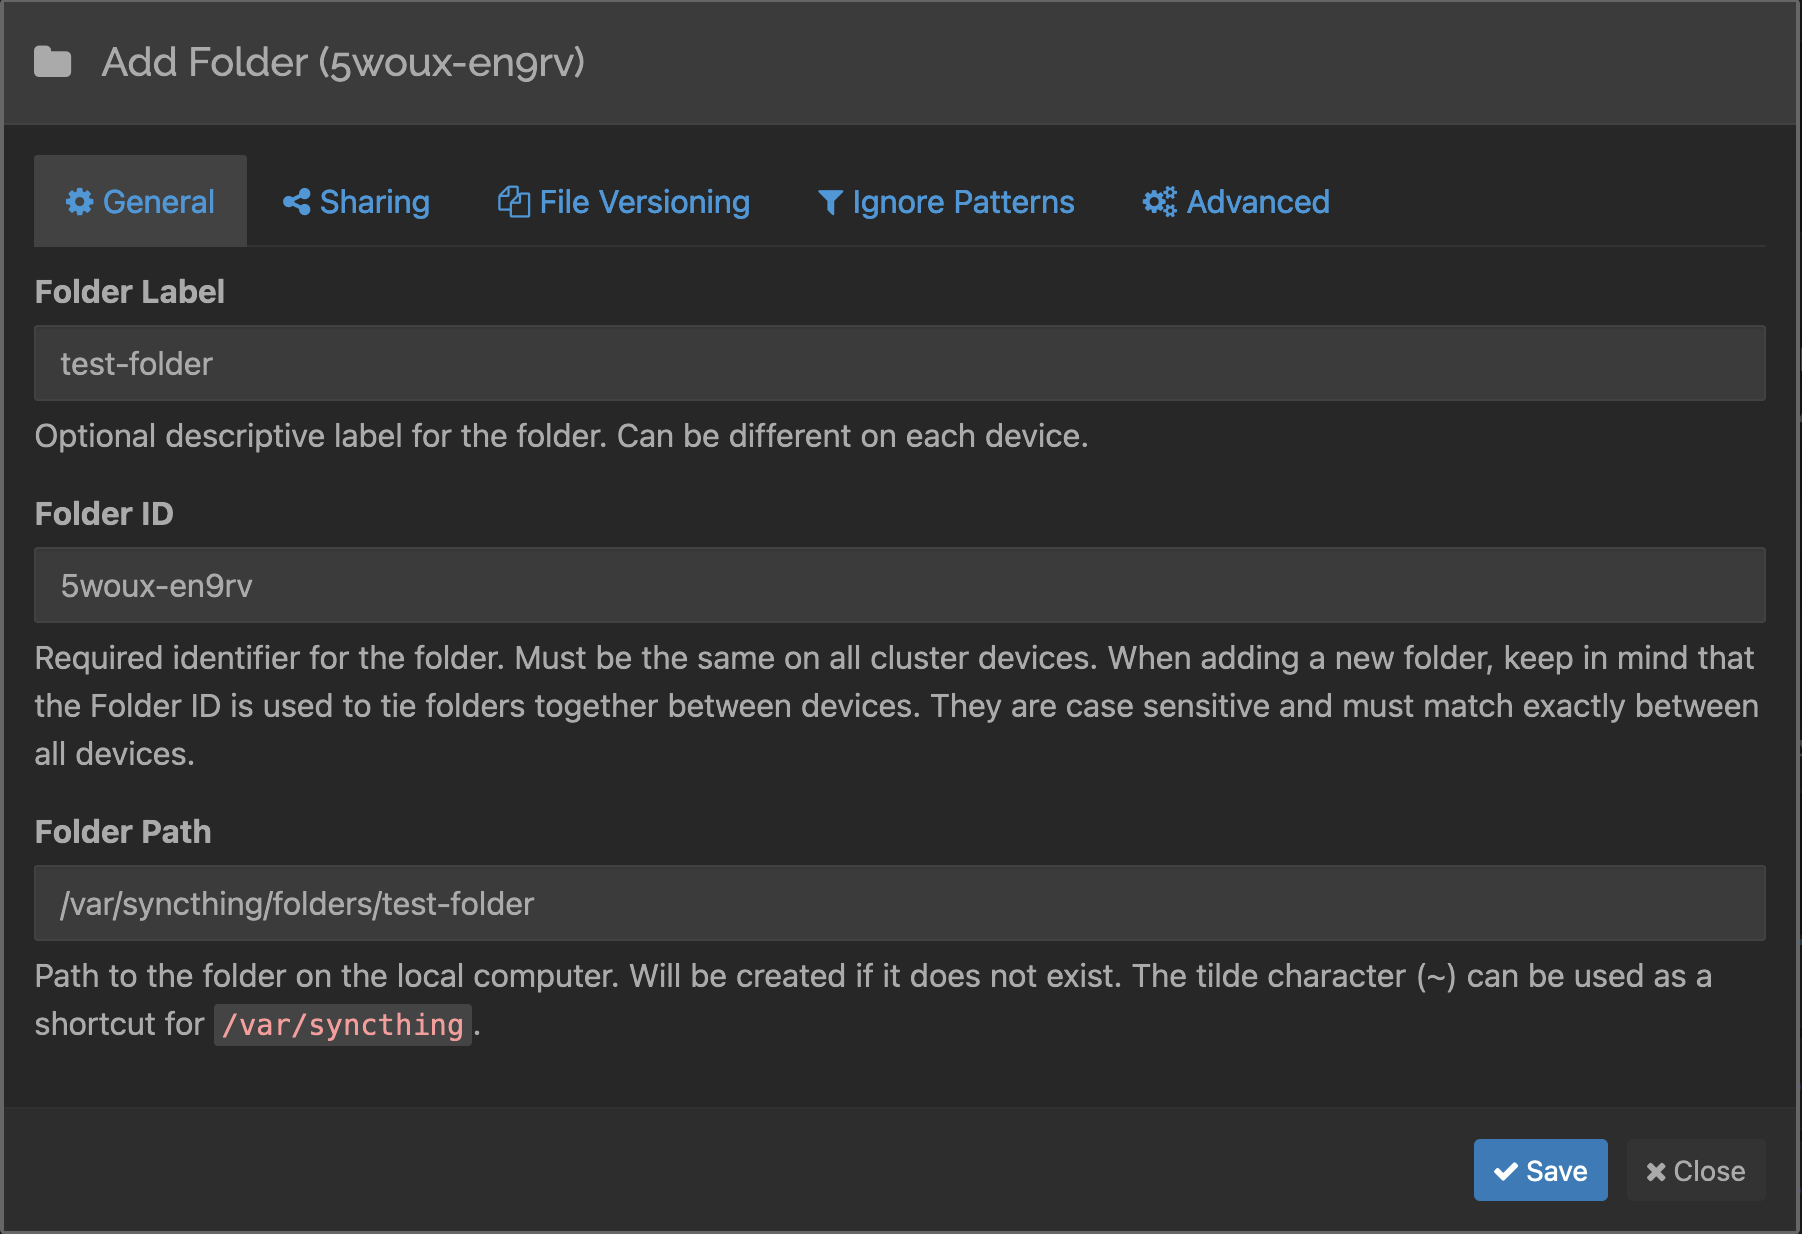 Add Folder (5woux-en9rv)
General Sharing File Versioning Ignore Patterns Advanced
Folder Label
test-folder
Optional descriptive label for the folder. Can be different on each device.
Folder ID
5woux-en9rv
Required identifier for the folder. Must be the same on all cluster devices. When adding a new folder, keep in mind that
the Folder ID is used to tie folders together between devices. They are case sensitive and must match exactly between
all devices.
Folder Path
/var/syncthing/folders/test-folder
Path to the folder on the local computer. Will be created if it does not exist. The tilde character (~) can be used as a
shortcut for /var/syncthing.
Save Close